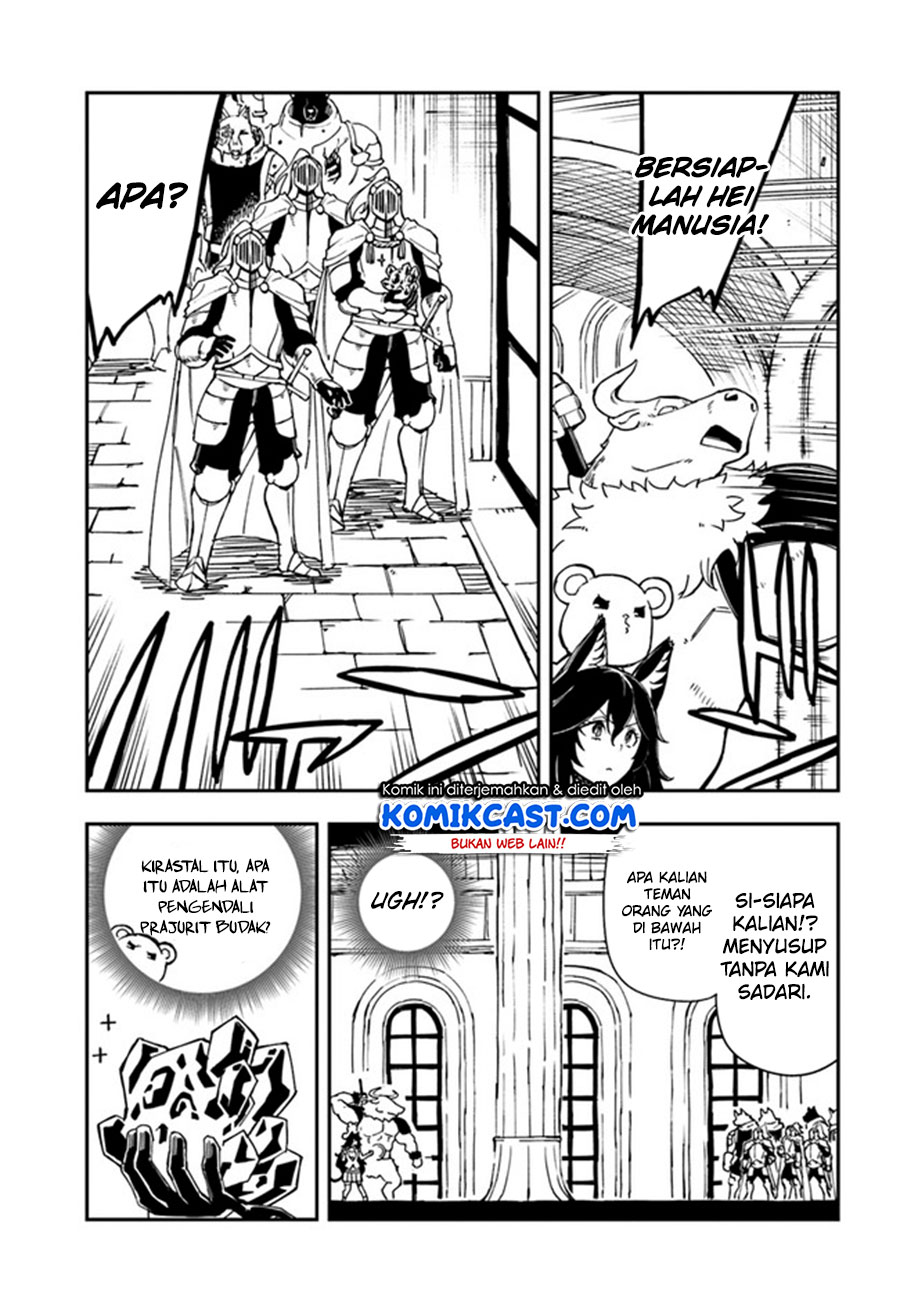 BERSIAP-
LAH HEI
MANUSIA!
APA?
Komik ini diterjemahkan & diedit oleh
KOMIKCAST.COM
BUKAN WEB LAIN!!
SI-SIAPA
KALIAN!?
MENYUSUP
TANPA KAMI
SADARI.
APA KALIAN
TEMAN
ORANG YANG
DI BAWAH
ITU?!
UGH!?
KIRASTAL ITU, APA
ITU ADALAH ALAT
PENGENDALI
PRAJURIT BUDAK?